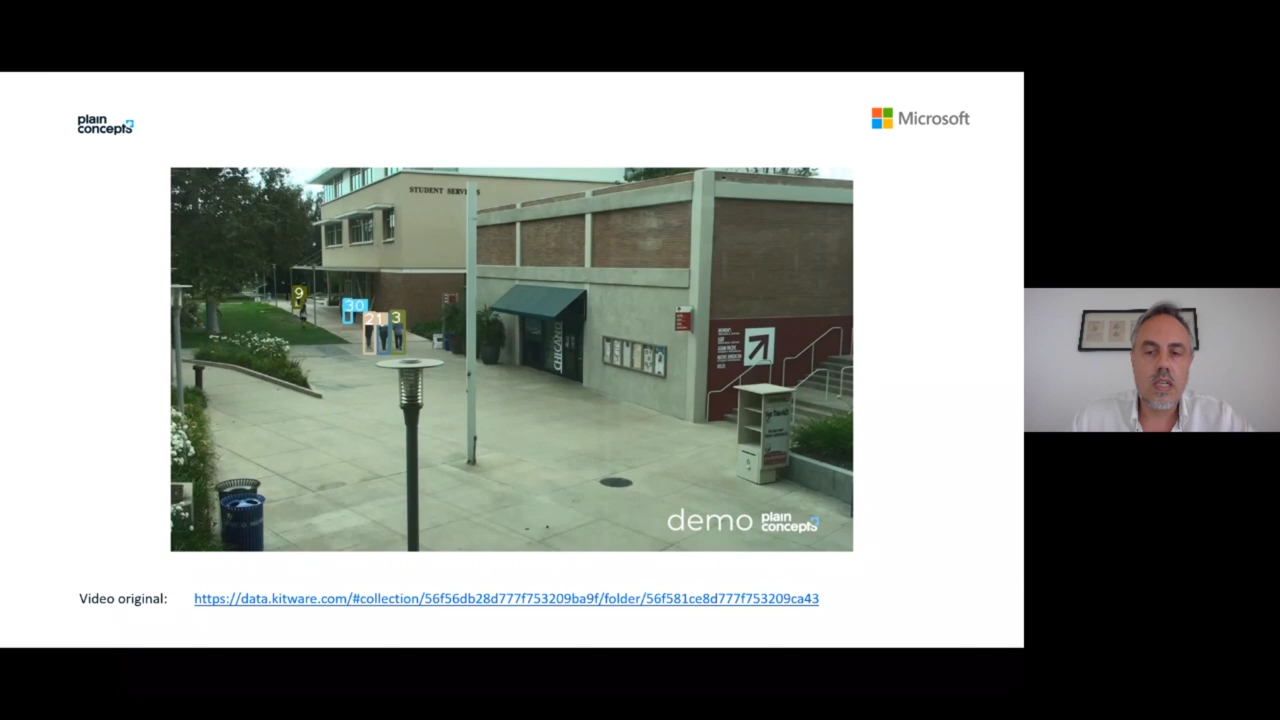 plain
concepts
Microsoft
STUDENT SERVICES
9
30
21
3
CHICANO
demo
plain
concepts
Video original:
https://data.kitware.com/#collection/56f56db28d777f753209ba9f/folder/56f581ce8d777f753209ca43